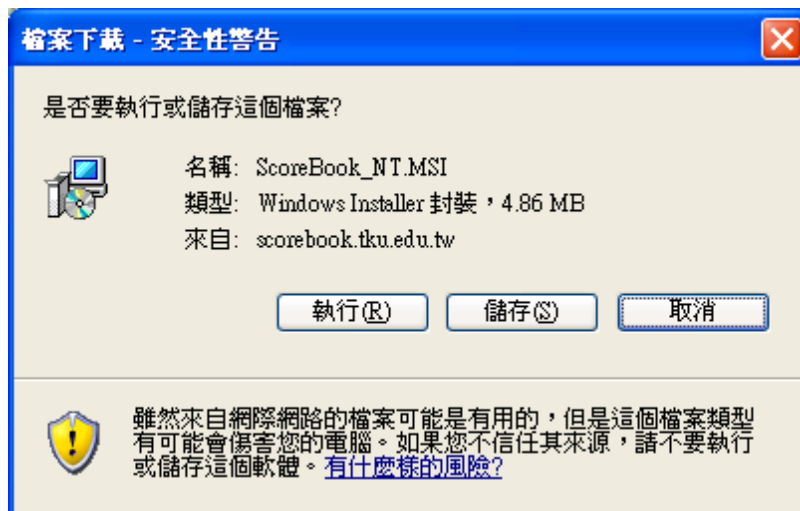 檔案下載 - 安全性警告
是否要執行或儲存這個檔案?
名稱: ScoreBook_NT.MSI
類型: Windows Installer 封裝，4.86 MB
來自: scorebook.tku.edu.tw
執行(R) 儲存(S) 取消
雖然來自網際網路的檔案可能是有用的，但是這個檔案類型
有可能會傷害您的電腦。如果您不信任其來源，請不要執行
或儲存這個軟體。有什麼樣的風險?